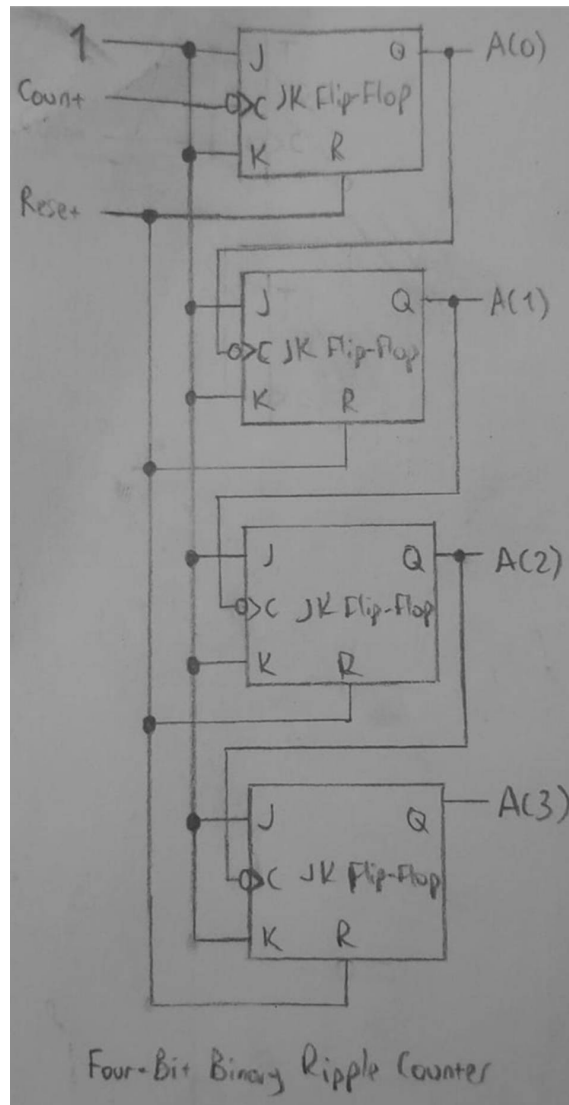 1
J Q A(0)
Count C JK Flip-Flop
K R
Reset
J Q A(1)
C JK Flip-Flop
K R
J Q A(2)
C JK Flip-Flop
K R
J Q A(3)
C JK Flip-Flop
K R
Four-Bit Binary Ripple Counter